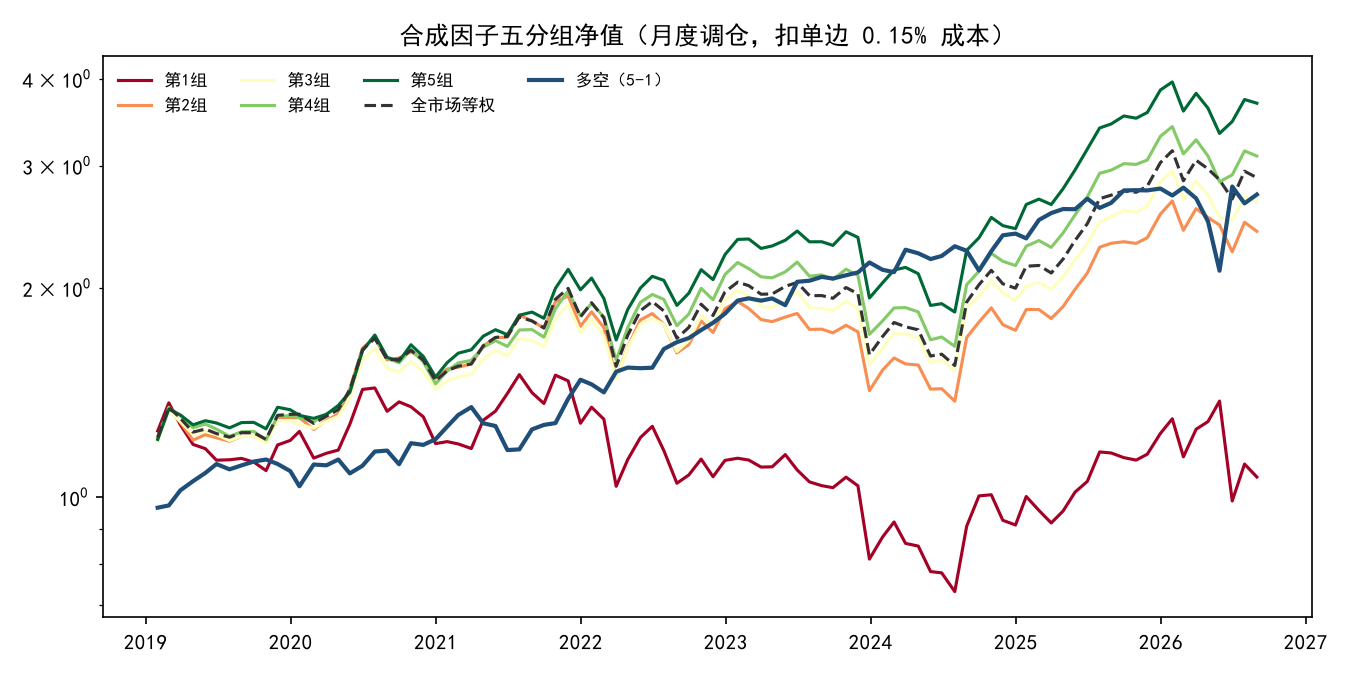 合成因子五分组净值（月度调仓，扣单边 0.15% 成本）
第1组 第3组 第5组 多空（5-1）
第2组 第4组 全市场等权
4 × 10⁰
3 × 10⁰
2 × 10⁰
10⁰
2019 2020 2021 2022 2023 2024 2025 2026 2027